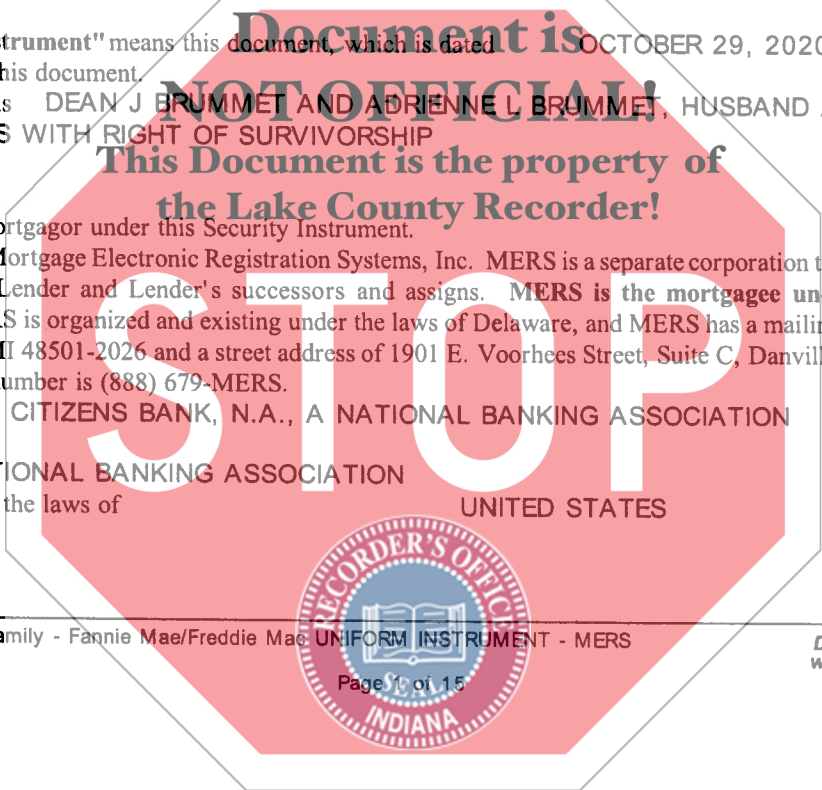 Document is
trument" means this document, which is dated OCTOBER 29, 2020
his document.
NOT OFFICIAL!
s DEAN J BRUMMET AND ADRIENNE L BRUMMET, HUSBAND
S WITH RIGHT OF SURVIVORSHIP
This Document is the property of
the Lake County Recorder!
rtgagor under this Security Instrument.
ortgage Electronic Registration Systems, Inc. MERS is a separate corporation t
Lender and Lender's successors and assigns. MERS is the mortgagee un
S is organized and existing under the laws of Delaware, and MERS has a mailin
MI 48501-2026 and a street address of 1901 E. Voorhees Street, Suite C, Danvill
umber is (888) 679-MERS.
STOP
CITIZENS BANK, N.A., A NATIONAL BANKING ASSOCIATION
IONAL BANKING ASSOCIATION
the laws of UNITED STATES
RECORDER'S OFFICE
amily - Fannie Mae/Freddie Mac UNIFORM INSTRUMENT - MERS
Page 1 of 15
SEAL
INDIANA